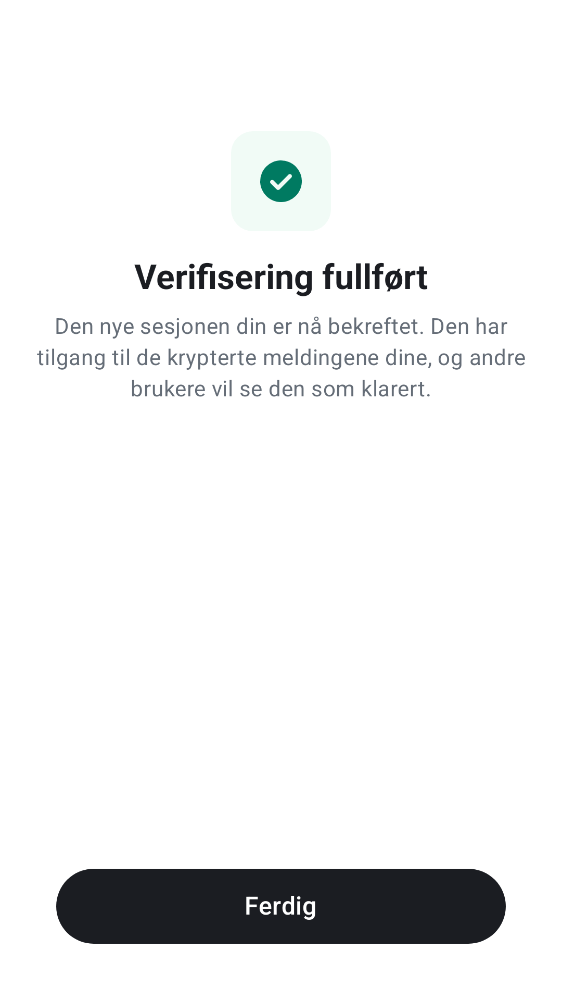 Verifisering fullført
Den nye sesjonen din er nå bekreftet. Den har
tilgang til de krypterte meldingene dine, og andre
brukere vil se den som klarert.
Ferdig